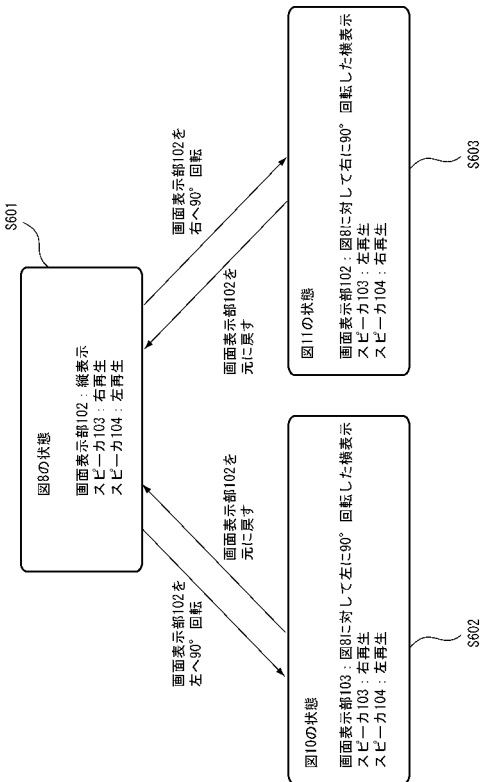 S601
図8の状態
画面表示部102：縦表示
スピーカ103：右再生
スピーカ104：左再生
画面表示部102を
左へ90° 回転
画面表示部102を
元に戻す
画面表示部102を
元に戻す
画面表示部102を
右へ90° 回転
図10の状態
画面表示部103：図8に対して左に90° 回転した横表示
スピーカ103：右再生
スピーカ104：左再生
S602
図11の状態
画面表示部102：図8に対して右に90° 回転した横表示
スピーカ103：左再生
スピーカ104：右再生
S603